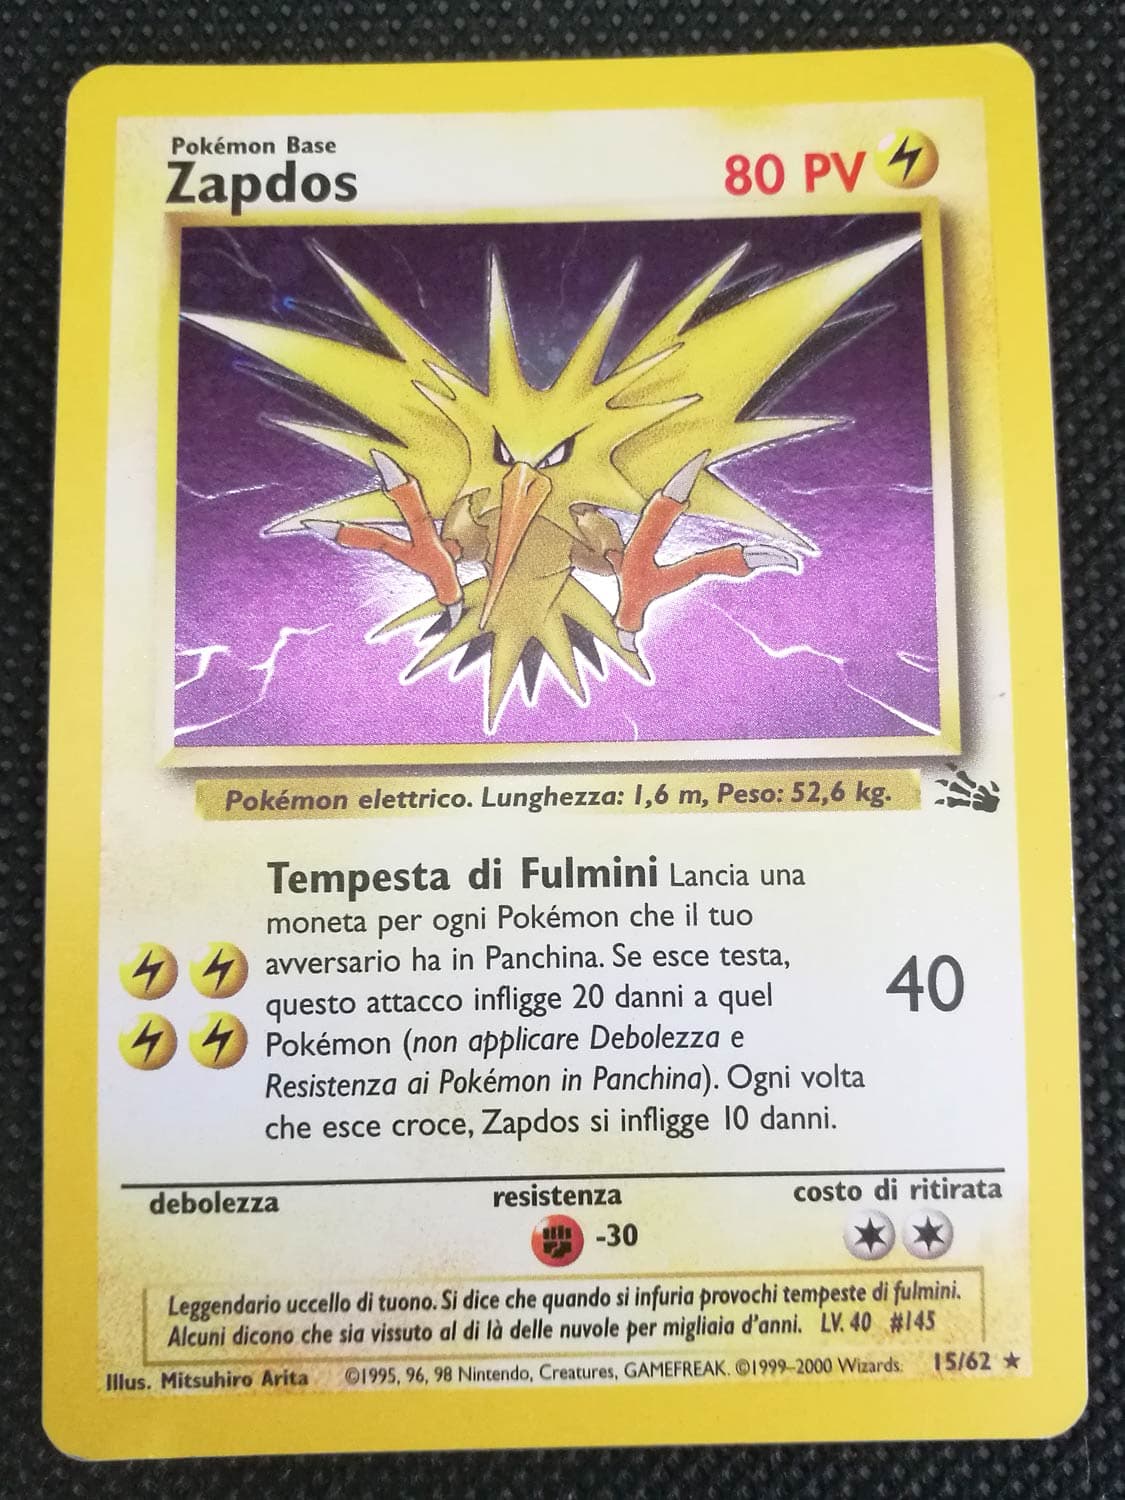 Pokémon Base
Zapdos
80 PV
Pokémon elettrico. Lunghezza: 1,6 m, Peso: 52,6 kg.
Tempesta di Fulmini Lancia una
moneta per ogni Pokémon che il tuo
avversario ha in Panchina. Se esce testa,
questo attacco infligge 20 danni a quel
Pokémon (non applicare Debolezza e
Resistenza ai Pokémon in Panchina). Ogni volta
che esce croce, Zapdos si infligge 10 danni.
40
debolezza
resistenza
costo di ritirata
-30
Leggendario uccello di tuono. Si dice che quando si infuria provochi tempeste di fulmini.
Alcuni dicono che sia vissuto al di là delle nuvole per migliaia d'anni. LV. 40 #145
Illus. Mitsuhiro Arita ©1995, 96, 98 Nintendo, Creatures, GAMEFREAK. ©1999–2000 Wizards. 15/62 ★